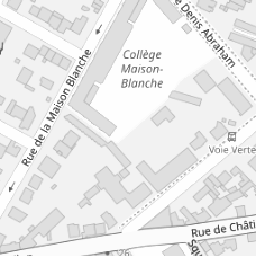 Collège
Maison-
Blanche
Denis Abraham
Rue de la Maison Blanche
Voie Verte
Rue de Châti